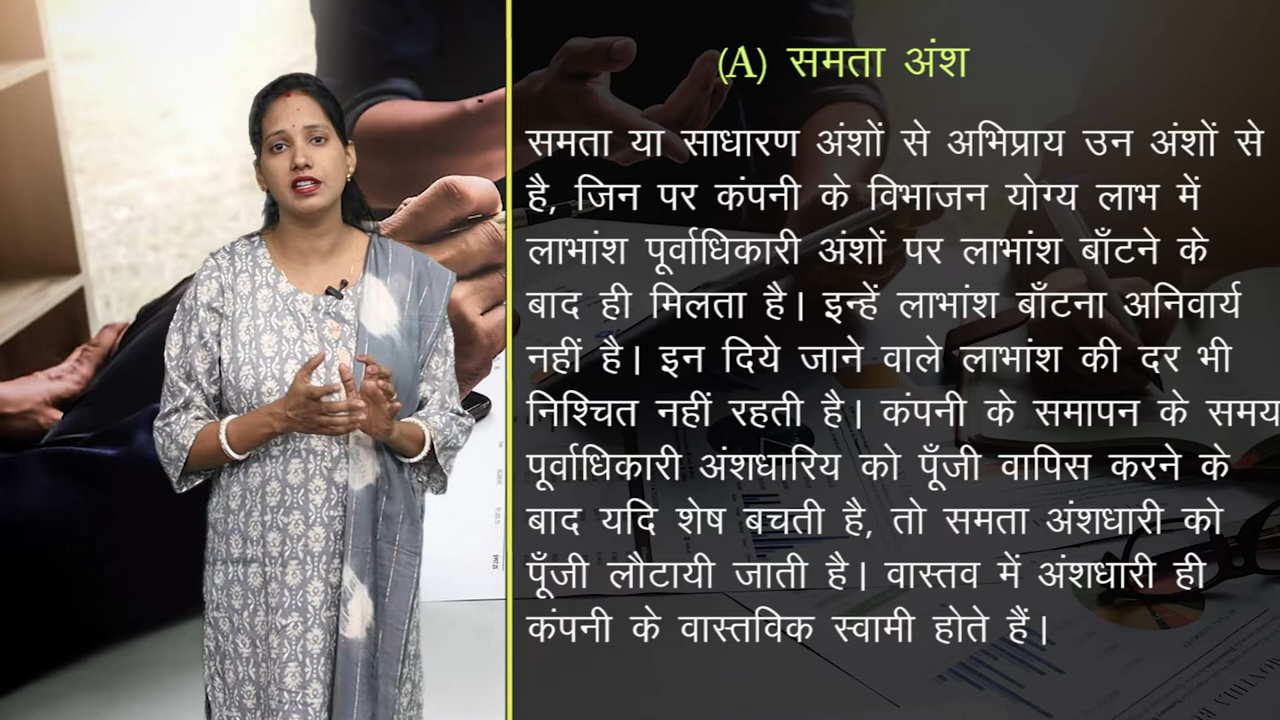 (A) समता अंश
समता या साधारण अंशों से अभिप्राय उन अंशों से
है, जिन पर कंपनी के विभाजन योग्य लाभ में
लाभांश पूर्वाधिकारी अंशों पर लाभांश बाँटने के
बाद ही मिलता है। इन्हें लाभांश बाँटना अनिवार्य
नहीं है। इन दिये जाने वाले लाभांश की दर भी
निश्चित नहीं रहती है। कंपनी के समापन के समय
पूर्वाधिकारी अंशधारिय को पूँजी वापिस करने के
बाद यदि शेष बचती है, तो समता अंशधारी को
पूँजी लौटायी जाती है। वास्तव में अंशधारी ही
कंपनी के वास्तविक स्वामी होते हैं।